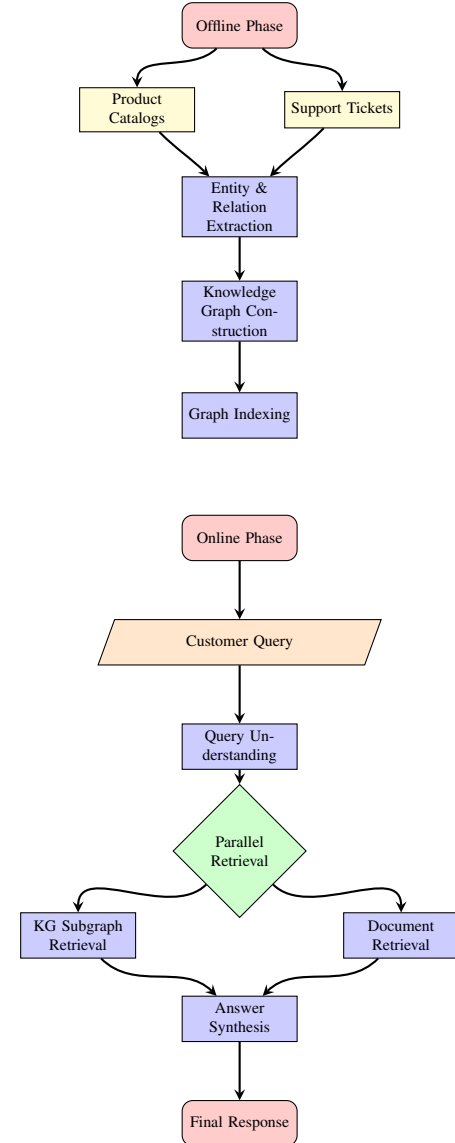 Offline Phase
Product
Catalogs
Support Tickets
Entity &
Relation
Extraction
Knowledge
Graph Con-
struction
Graph Indexing
Online Phase
Customer Query
Query Un-
derstanding
Parallel
Retrieval
KG Subgraph
Retrieval
Document
Retrieval
Answer
Synthesis
Final Response